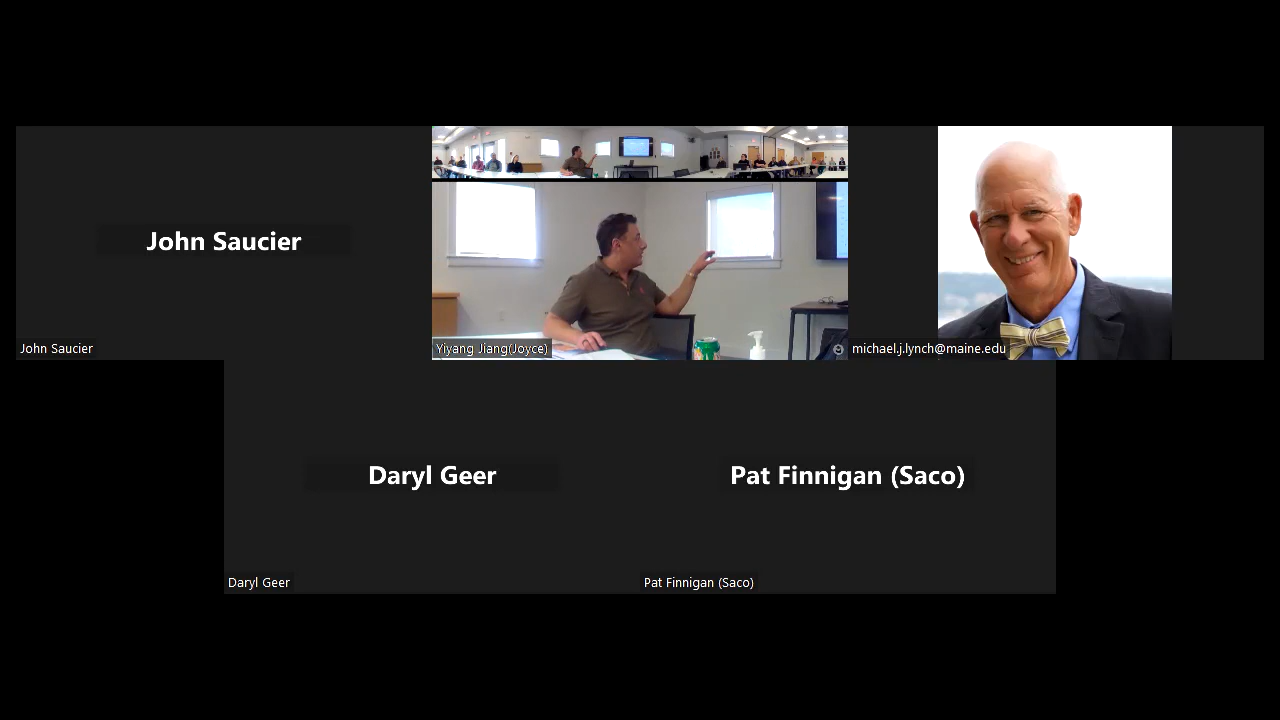 John Saucier
John Saucier
Yiyang Jiang(Joyce)
michael.j.lynch@maine.edu
Daryl Geer
Pat Finnigan (Saco)
Daryl Geer
Pat Finnigan (Saco)